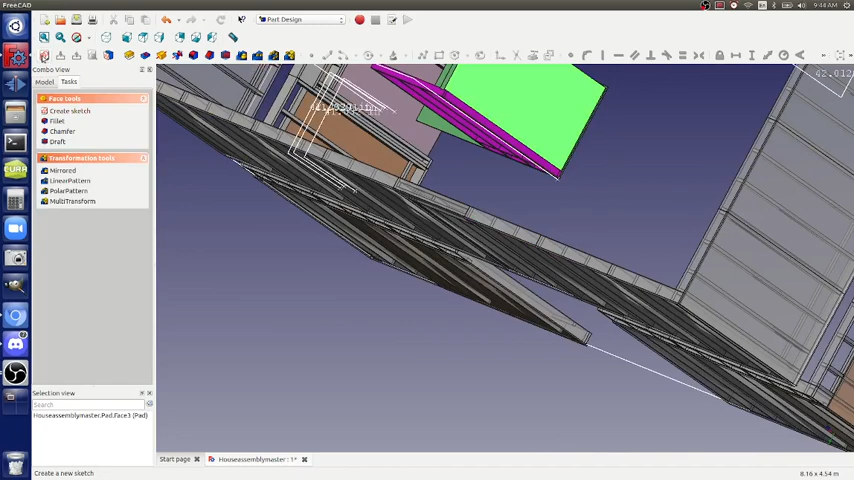 FreeCAD
En
9:44 AM
Part Design
Combo View
Model
Tasks
Face tools
Create sketch
Fillet
Chamfer
Draft
Transformation tools
Mirrored
LinearPattern
PolarPattern
MultiTransform
Selection view
Search
Houseassemblymaster.Pad.Face3 (Pad)
Start page
Houseassemblymaster : 1*
Create a new sketch
8.16 x 4.54 m
CURA